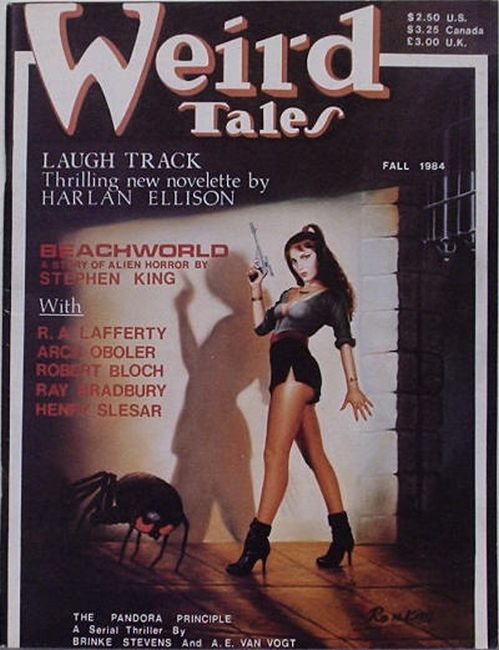 Weird
Tales
$2.50 U.S.
$3.25 Canada
£3.00 U.K.
LAUGH TRACK
Thrilling new novelette by
HARLAN ELLISON
FALL 1984
BEACHWORLD
A STORY OF ALIEN HORROR BY
STEPHEN KING
With
R. A. LAFFERTY
ARCH OBOLER
ROBERT BLOCH
RAY BRADBURY
HENRY SLESAR
THE PANDORA PRINCIPLE
A Serial Thriller By
BRINKE STEVENS And A. E. VAN VOGT